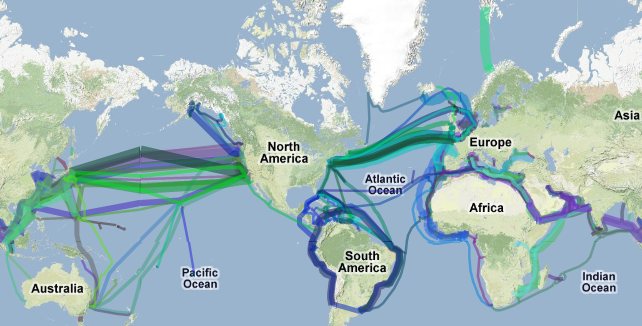 Asia
North
America
Europe
Atlantic
Ocean
Africa
South
America
Pacific
Ocean
Indian
Ocean
Australia